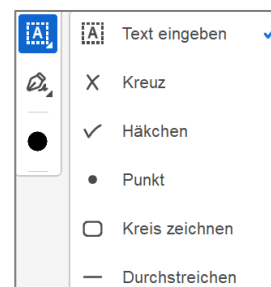 Text eingeben
Kreuz
Häkchen
Punkt
Kreis zeichnen
Durchstreichen